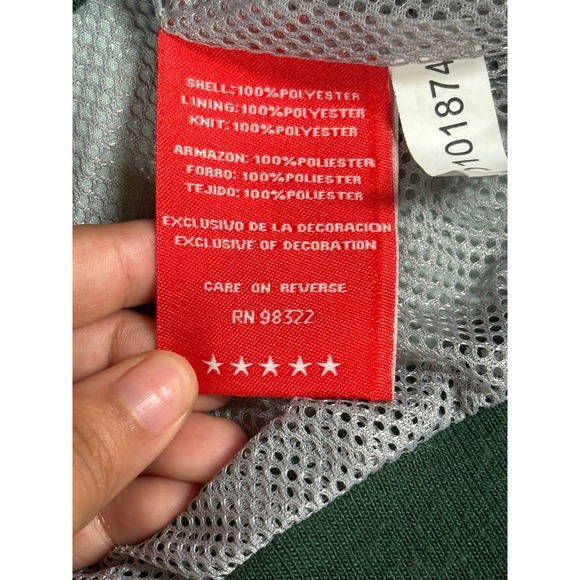 SHELL:100%POLYESTER
LINING:100%POLYESTER
KNIT:100%POLYESTER
ARMAZON:100%POLIESTER
FORRO:100%POLIESTER
TEJIDO:100%POLIESTER
EXCLUSIVO DE LA DECORACION
EXCLUSIVE OF DECORATION
CARE ON REVERSE
RN 98322
★★★★★
101874